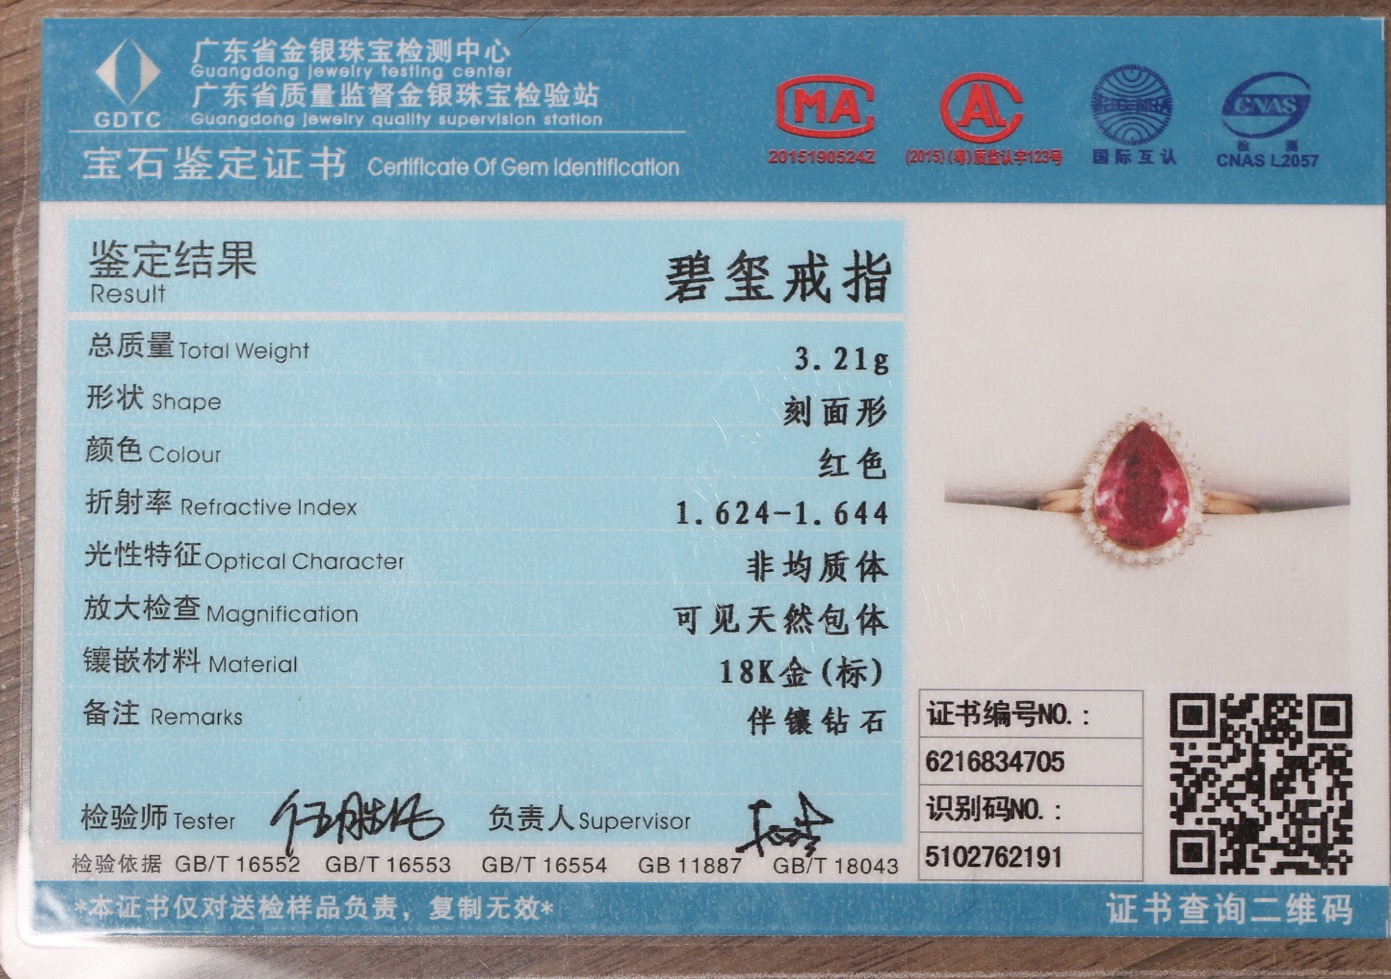 广东省金银珠宝检测中心
Guangdong jewelry testing center
广东省质量监督金银珠宝检验站
Guangdong jewelry quality supervision station
GDTC
宝石鉴定证书 Certificate Of Gem Identification
MA
2015190524Z
AL
(2015)(粤)质监认字123号
国际互认
CNAS
检测
CNAS L2057
鉴定结果
Result
碧玺戒指
总质量 Total Weight 3.21g
形状 Shape 刻面形
颜色 Colour 红色
折射率 Refractive Index 1.624-1.644
光性特征 Optical Character 非均质体
放大检查 Magnification 可见天然包体
镶嵌材料 Material 18K金(标)
备注 Remarks 伴镶钻石
检验师 Tester 负责人 Supervisor
检验依据 GB/T 16552 GB/T 16553 GB/T 16554 GB 11887 GB/T 18043
证书编号NO.：
6216834705
识别码NO.：
5102762191
*本证书仅对送检样品负责，复制无效*
证书查询二维码